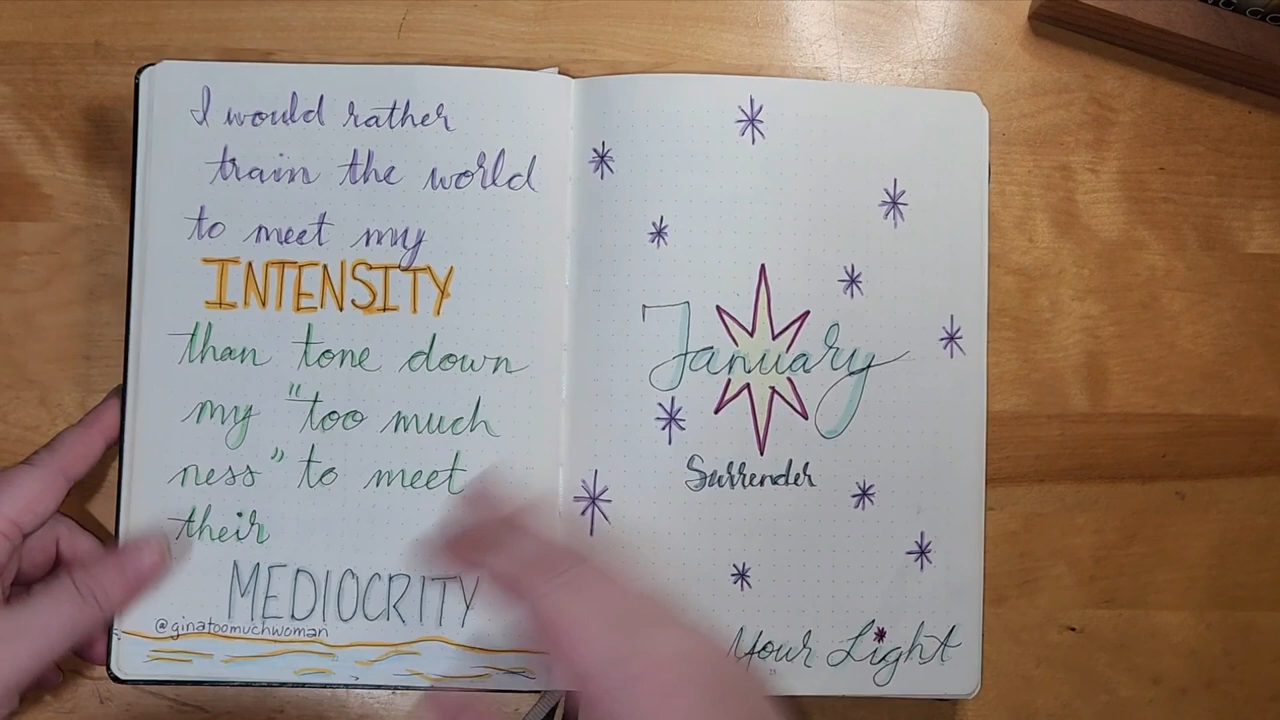 I would rather
train the world
to meet my
INTENSITY
than tone down
my "too much
ness" to meet
their
MEDIOCRITY
@ginatoomuchwoman
January
Surrender
Your Light